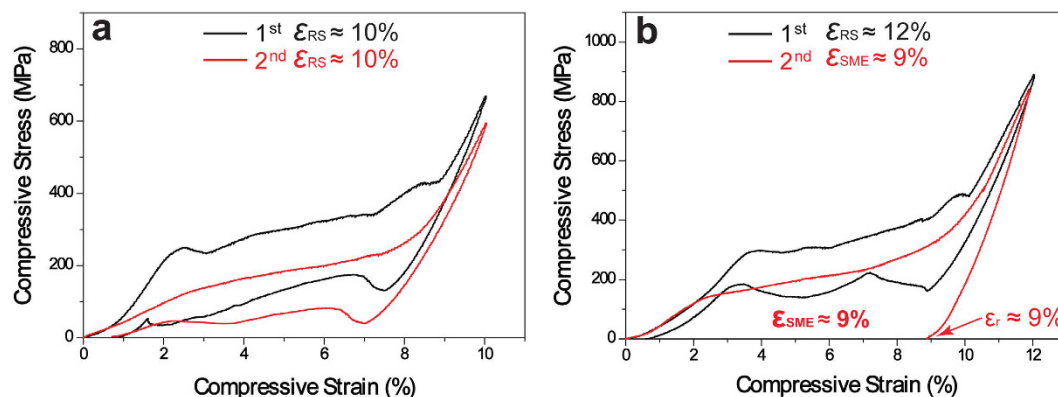 a
1st εRS ≈ 10%
2nd εRS ≈ 10%
Compressive Stress (MPa)
800
600
400
200
0
0 2 4 6 8 10
Compressive Strain (%)
b
1st εRS ≈ 12%
2nd εSME ≈ 9%
Compressive Stress (MPa)
1000
800
600
400
200
0
εSME ≈ 9%
εr ≈ 9%
0 2 4 6 8 10 12
Compressive Strain (%)